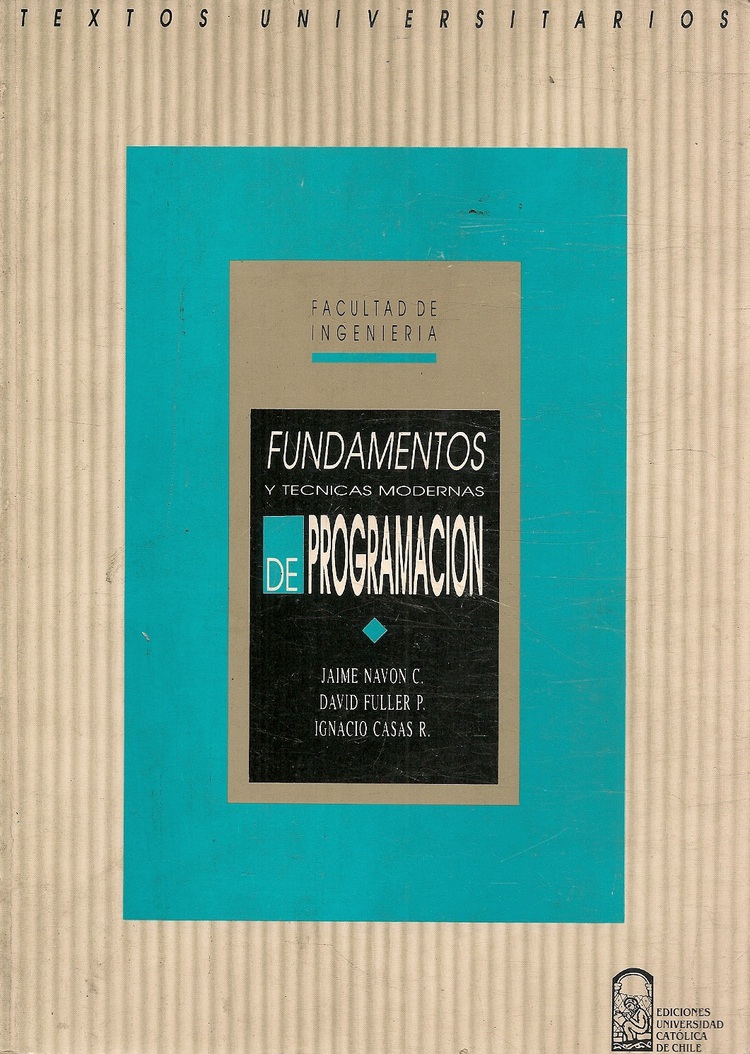 TEXTOS UNIVERSITARIOS
FACULTAD DE
INGENIERIA
FUNDAMENTOS
Y TECNICAS MODERNAS
DE PROGRAMACION
JAIME NAVON C.
DAVID FULLER P.
IGNACIO CASAS R.
EDICIONES
UNIVERSIDAD
CATÓLICA
DE CHILE